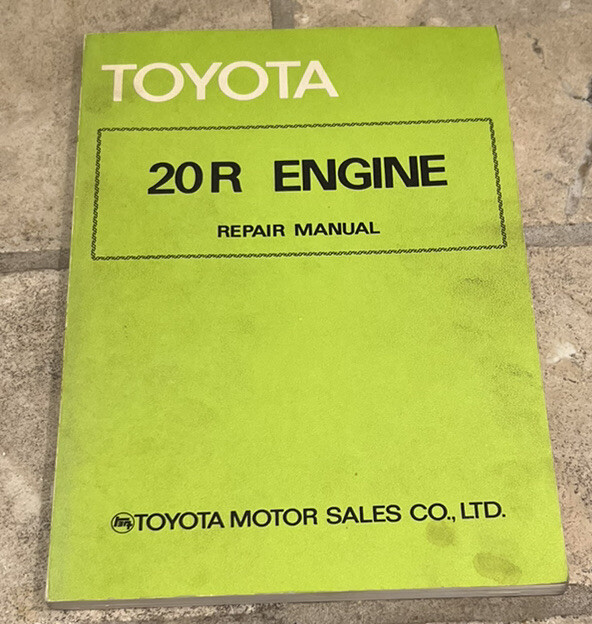 TOYOTA
20R ENGINE
REPAIR MANUAL
TOYOTA MOTOR SALES CO., LTD.